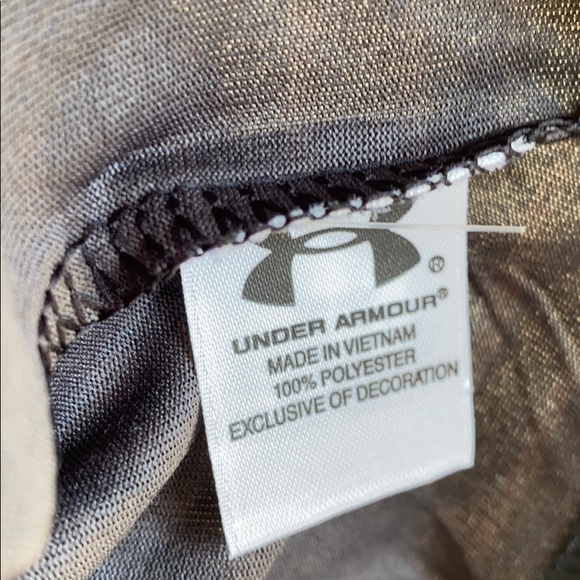 ®
UNDER ARMOUR®
MADE IN VIETNAM
100% POLYESTER
EXCLUSIVE OF DECORATION